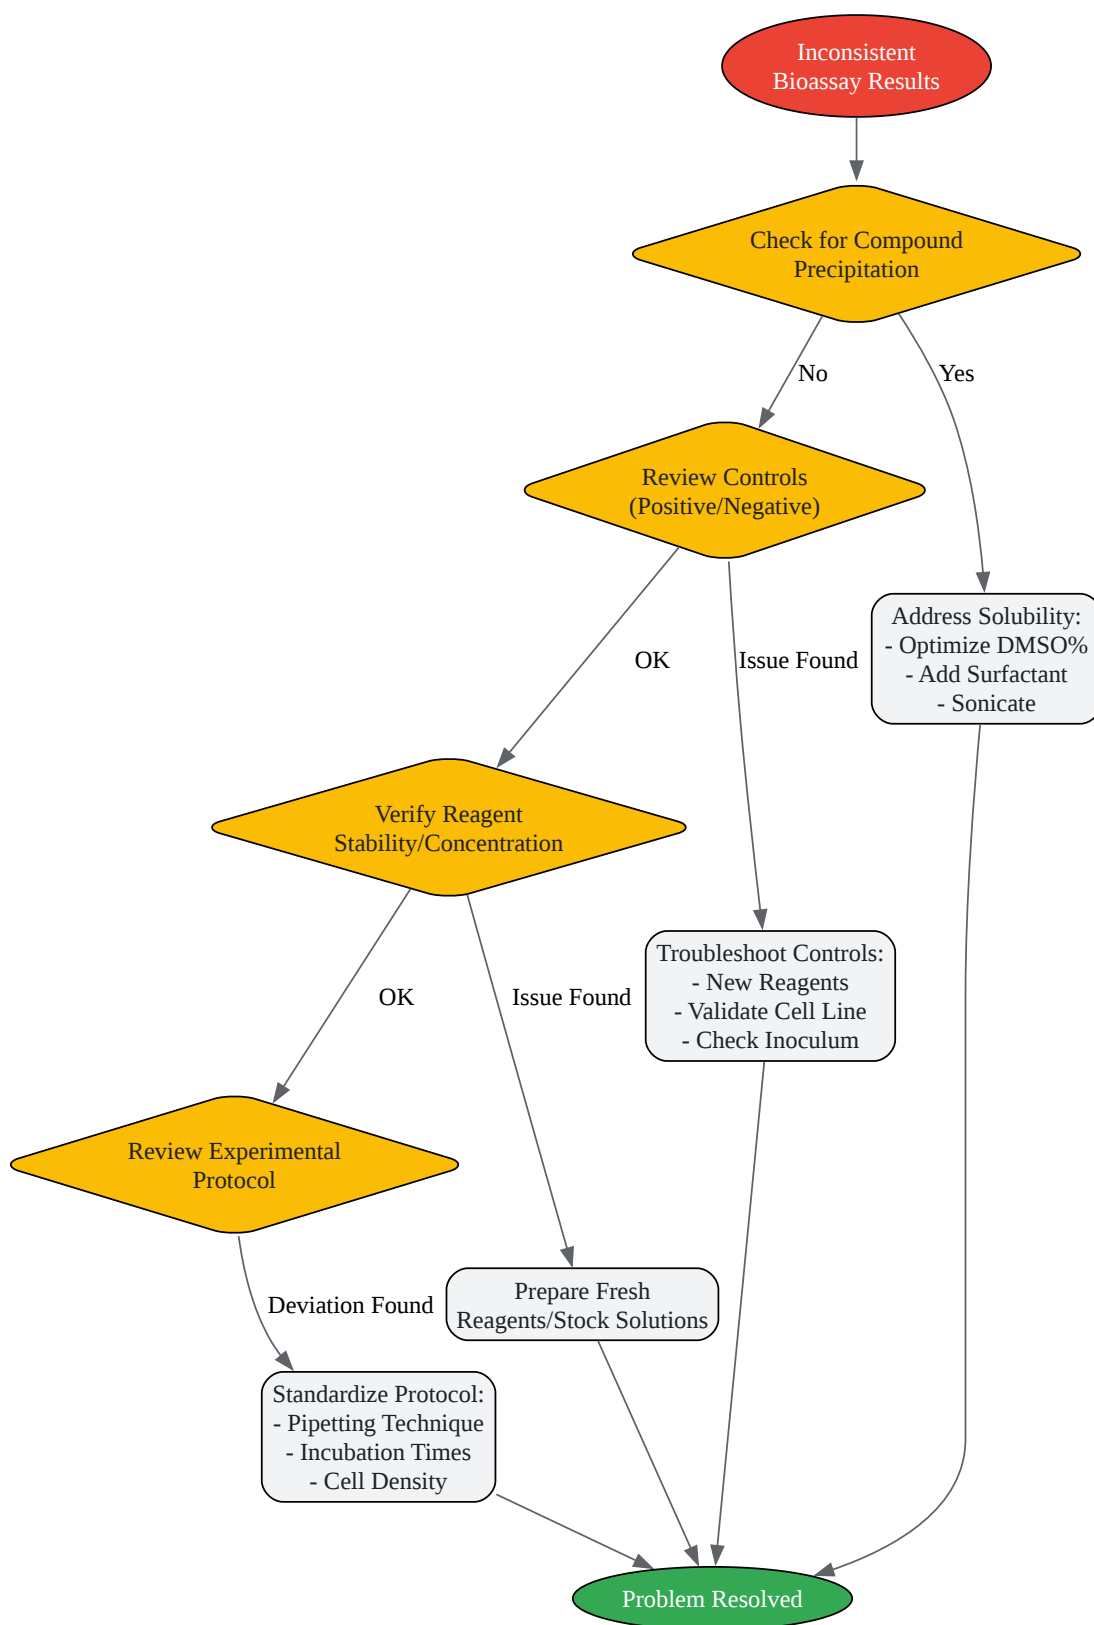 Inconsistent
Bioassay Results
Check for Compound
Precipitation
No
Yes
Review Controls
(Positive/Negative)
Address Solubility:
- Optimize DMSO%
- Add Surfactant
- Sonicate
OK
Issue Found
Verify Reagent
Stability/Concentration
Troubleshoot Controls:
- New Reagents
- Validate Cell Line
- Check Inoculum
OK
Issue Found
Review Experimental
Protocol
Prepare Fresh
Reagents/Stock Solutions
Deviation Found
Standardize Protocol:
- Pipetting Technique
- Incubation Times
- Cell Density
Problem Resolved